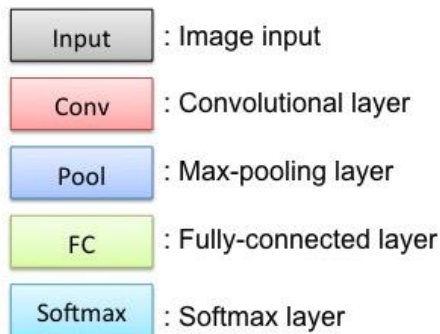 Input : Image input
Conv : Convolutional layer
Pool : Max-pooling layer
FC : Fully-connected layer
Softmax : Softmax layer